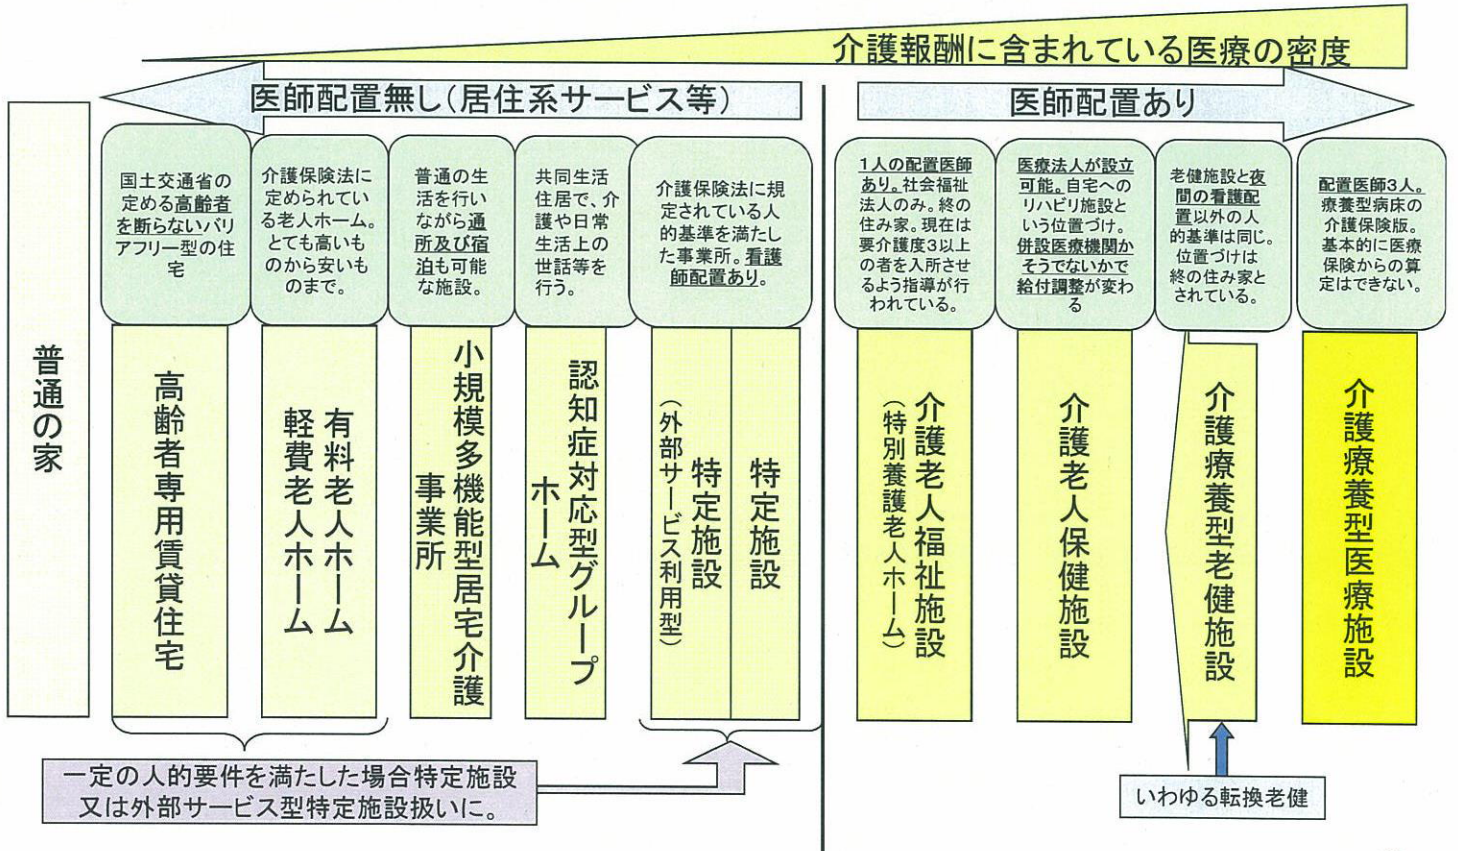 介護報酬に含まれている医療の密度
医師配置無し(居住系サービス等)
医師配置あり
国土交通省の
定める高齢者
を断らないバリ
アフリー型の住
宅
介護保険法に
定められてい
る老人ホーム。
とても高いも
のから安いも
のまで。
普通の生
活を行い
ながら通
所及び宿
泊も可能
な施設。
共同生活
住居で、介
護や日常
生活上の
世話等を
行う。
介護保険法に規
定されている人
的基準を満たし
た事業所。看護
師配置あり。
1人の配置医師
あり。社会福祉
法人のみ。終の
住み家。現在は
要介護度3以上
の者を入所させ
るよう指導が行
われている。
医療法人が設立
可能。自宅への
リハビリ施設と
いう位置づけ。
併設医療機関か
そうでないかで
給付調整が変わ
る
老健施設と夜
間の看護配
置以外の人
的基準は同じ。
位置づけは
終の住み家と
されている。
配置医師3人。
療養型病床の
介護保険版。
基本的に医療
保険からの算
定はできない。
普通の家
高齢者専用賃貸住宅
有料老人ホーム
軽費老人ホーム
小規模多機能型居宅介護
事業所
認知症対応型グループ
ホーム
特定施設
(外部サービス利用型)
特定施設
介護老人福祉施設
(特別養護老人ホーム)
介護老人保健施設
介護療養型老健施設
介護療養型医療施設
一定の人的要件を満たした場合特定施設
又は外部サービス型特定施設扱いに。
いわゆる転換老健